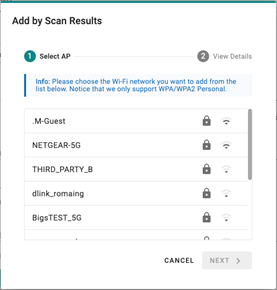 Add by Scan Results
1 Select AP 2 View Details
Info: Please choose the Wi-Fi network you want to add from the
list below. Notice that we only support WPA/WPA2 Personal.
.M-Guest
NETGEAR-5G
THIRD_PARTY_B
dlink_romaing
BigsTEST_5G
CANCEL NEXT